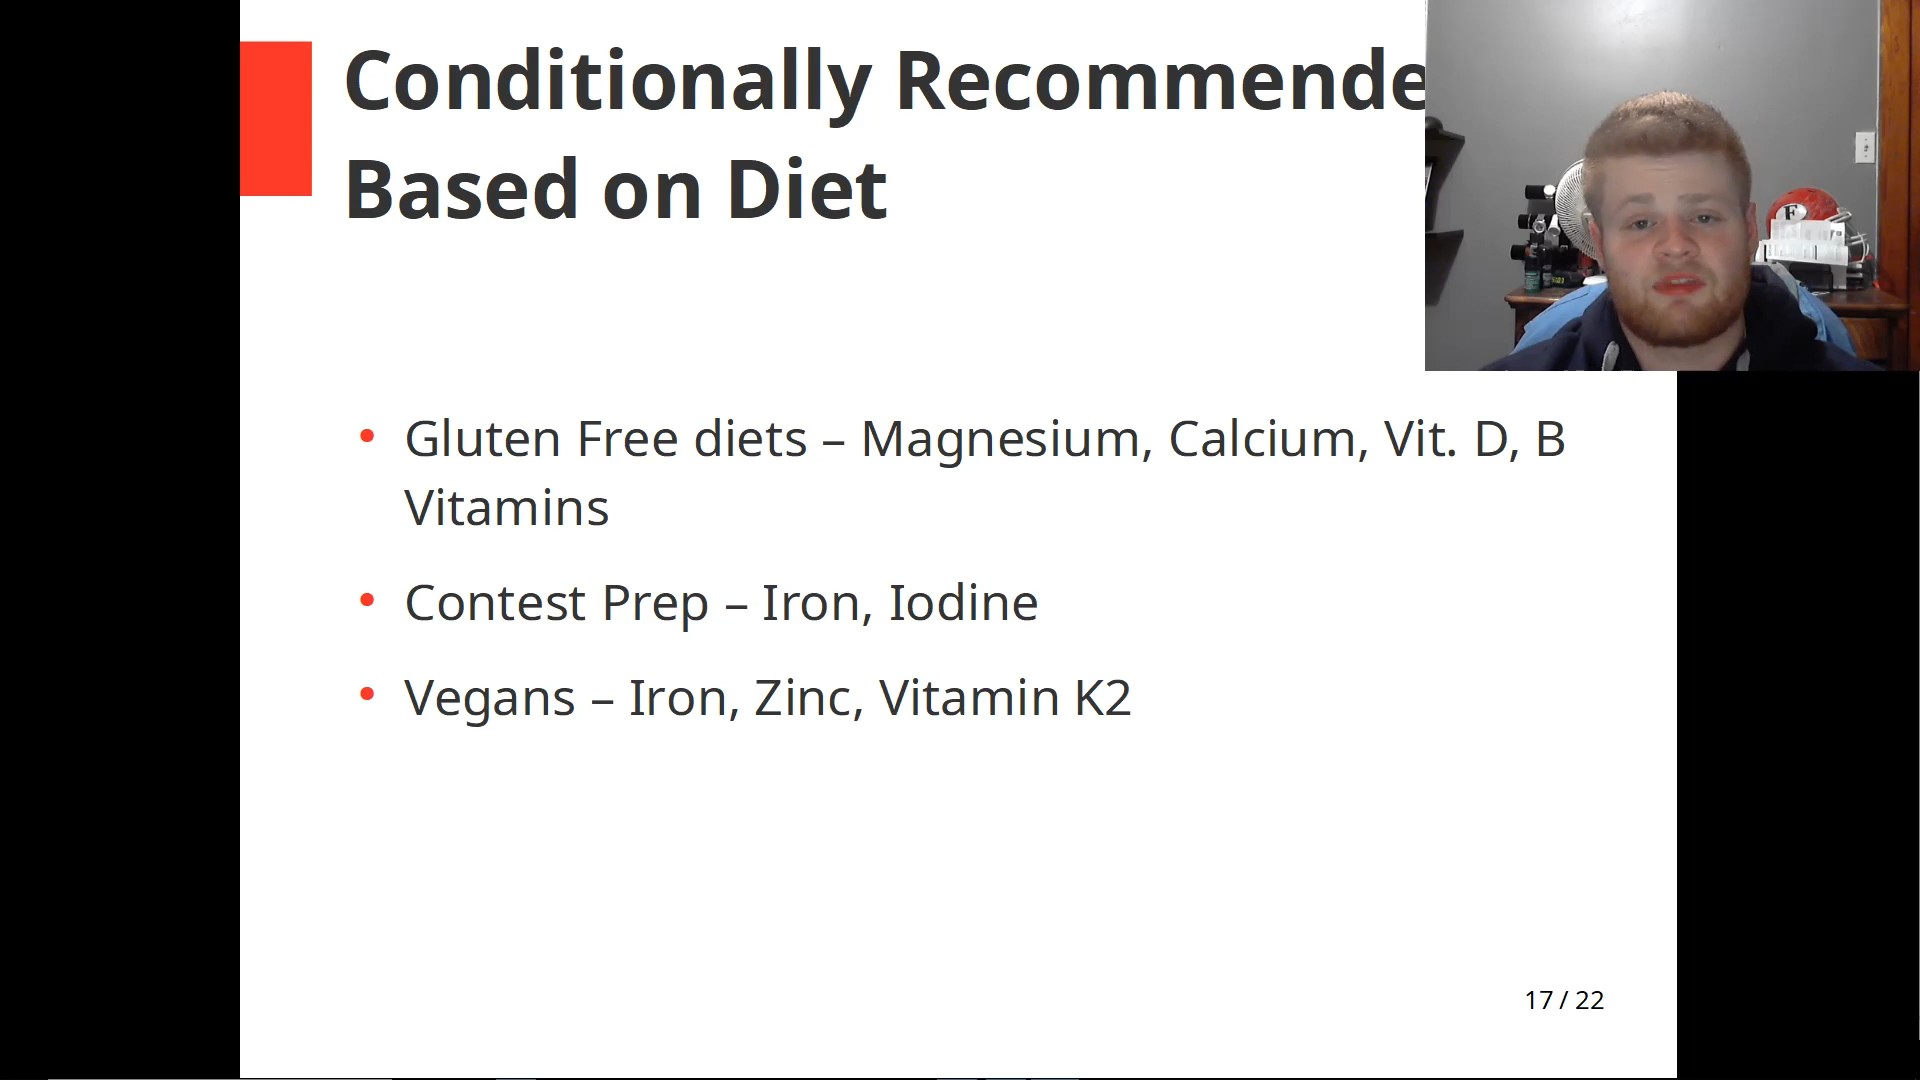 Conditionally Recommende
Based on Diet
F
• Gluten Free diets – Magnesium, Calcium, Vit. D, B
Vitamins
• Contest Prep – Iron, Iodine
• Vegans – Iron, Zinc, Vitamin K2
17 / 22